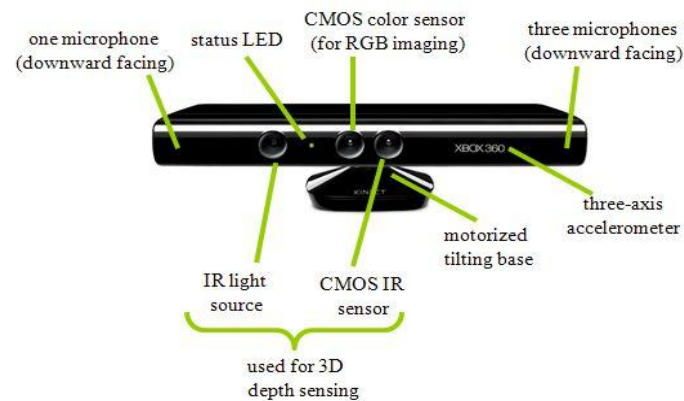 one microphone
(downward facing)
status LED
CMOS color sensor
(for RGB imaging)
three microphones
(downward facing)
XBOX 360
KINECT
three-axis
accelerometer
motorized
tilting base
IR light
source
CMOS IR
sensor
used for 3D
depth sensing